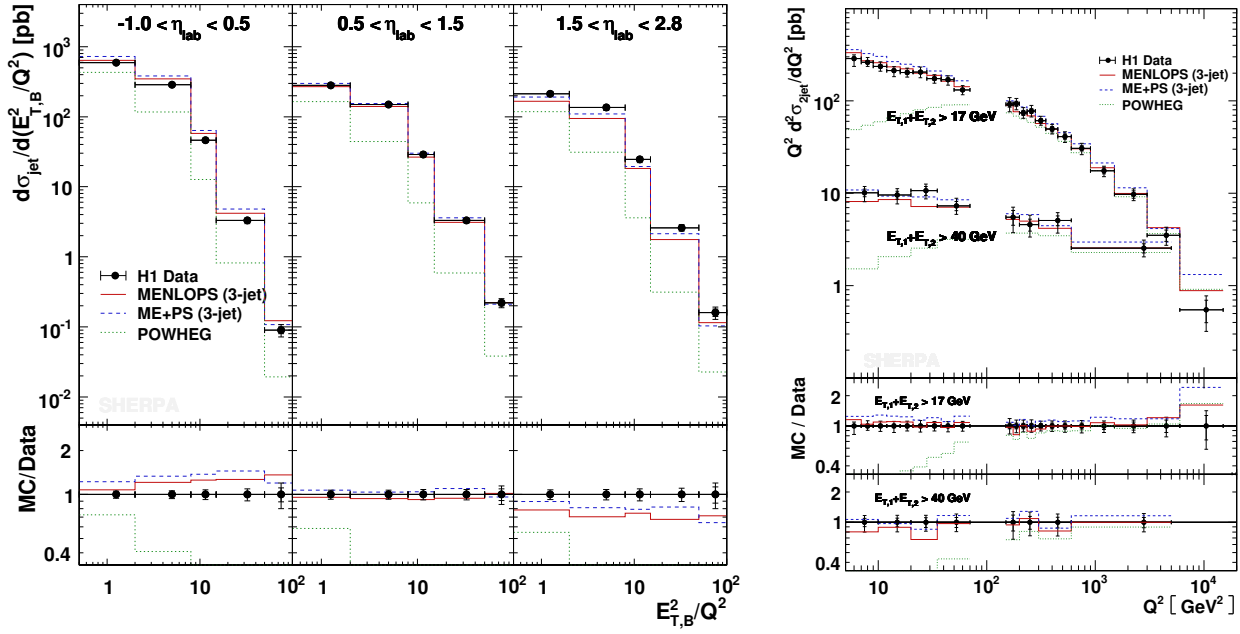 -1.0 < η_lab < 0.5
0.5 < η_lab < 1.5
1.5 < η_lab < 2.8
dσ_jet/d(E²_T,B/Q²) [pb]
10³
10²
10
1
10⁻¹
10⁻²
H1 Data
MENLOPS (3-jet)
ME+PS (3-jet)
POWHEG
SHERPA
MC/Data
2
1
0.4
1 10 10²
1 10 10²
1 10 10²
E²_T,B/Q²
Q² d²σ_2jet/dQ² [pb]
10³
10²
10
1
H1 Data
MENLOPS (3-jet)
ME+PS (3-jet)
POWHEG
E_T,1+E_T,2 > 17 GeV
E_T,1+E_T,2 > 40 GeV
SHERPA
MC / Data
2
1
0.4
E_T,1+E_T,2 > 17 GeV
2
1
0.4
E_T,1+E_T,2 > 40 GeV
10 10² 10³ 10⁴
Q² [ GeV² ]